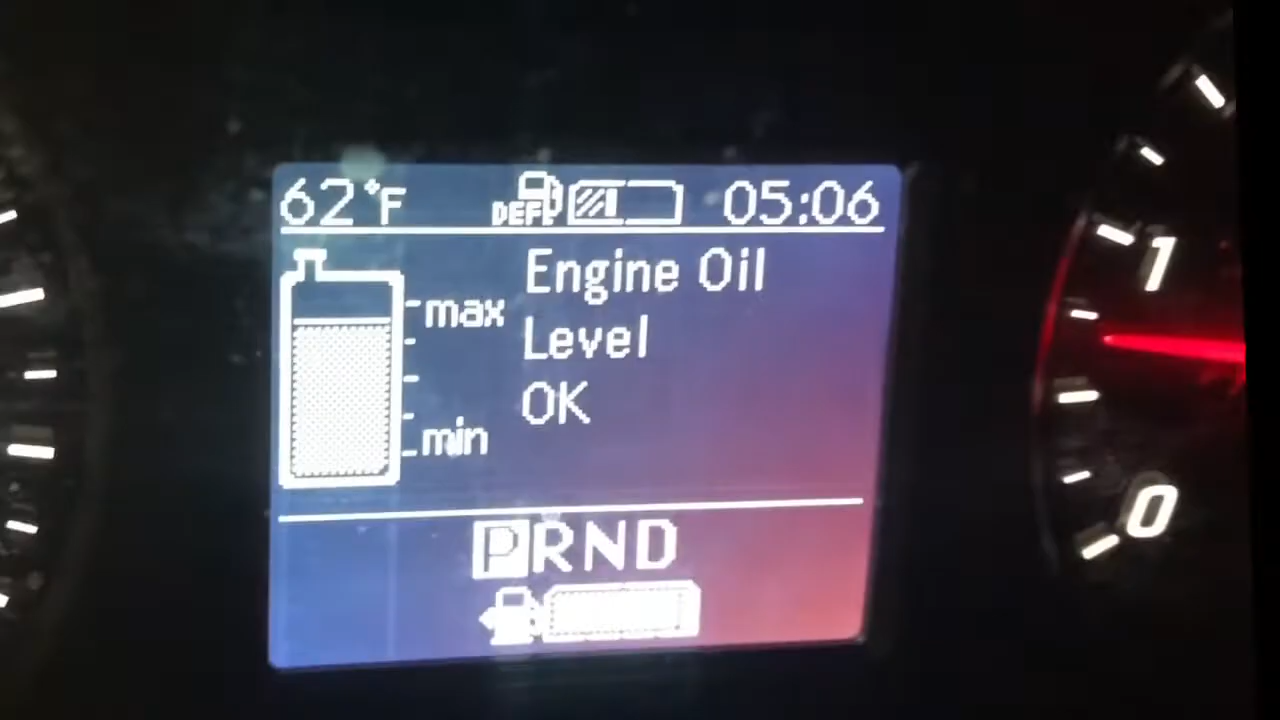 62°F DEF 05:06
max
Engine Oil
Level
OK
min
PRND
1
0